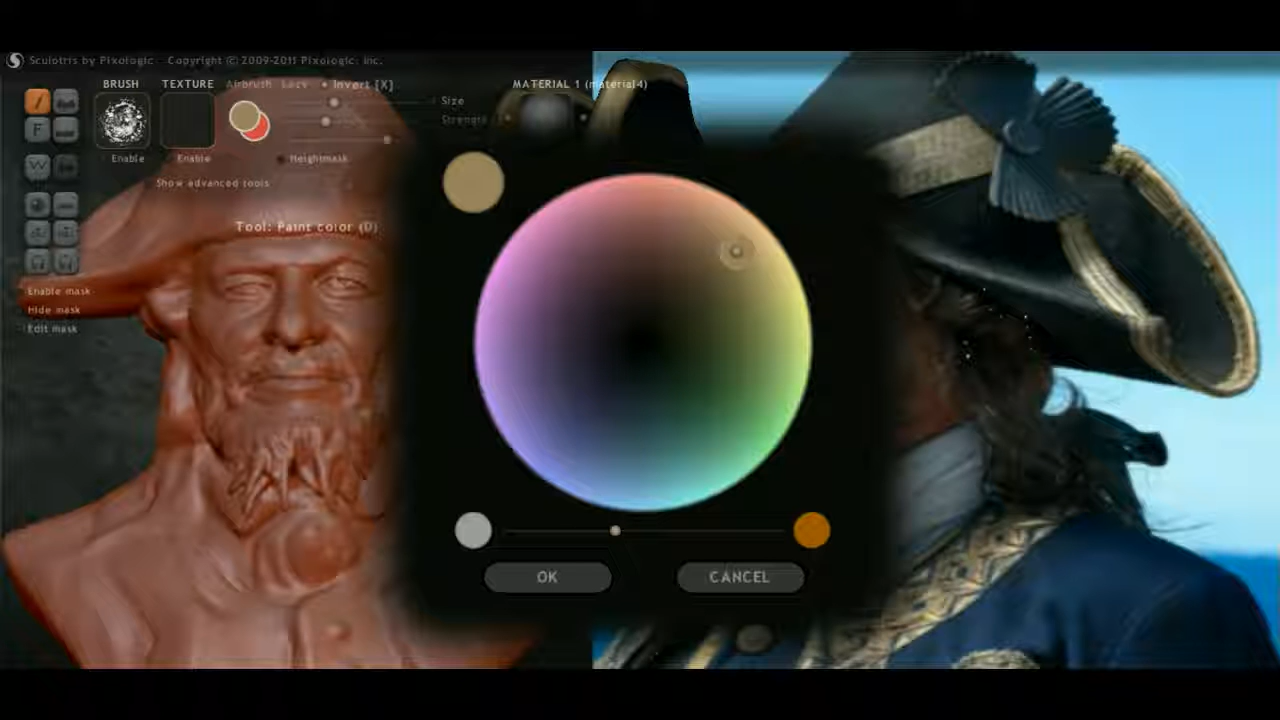 Sculptris by Pixologic Copyright © 2009-2011 Pixologic, Inc.
BRUSH TEXTURE Airbrush Lazy Invert [X] MATERIAL 1 (material4)
Size
Strength
F
Enable Enable Heightmask
Show advanced tools
Tool: Paint color (D)
Enable mask
Hide mask
Edit mask
OK CANCEL